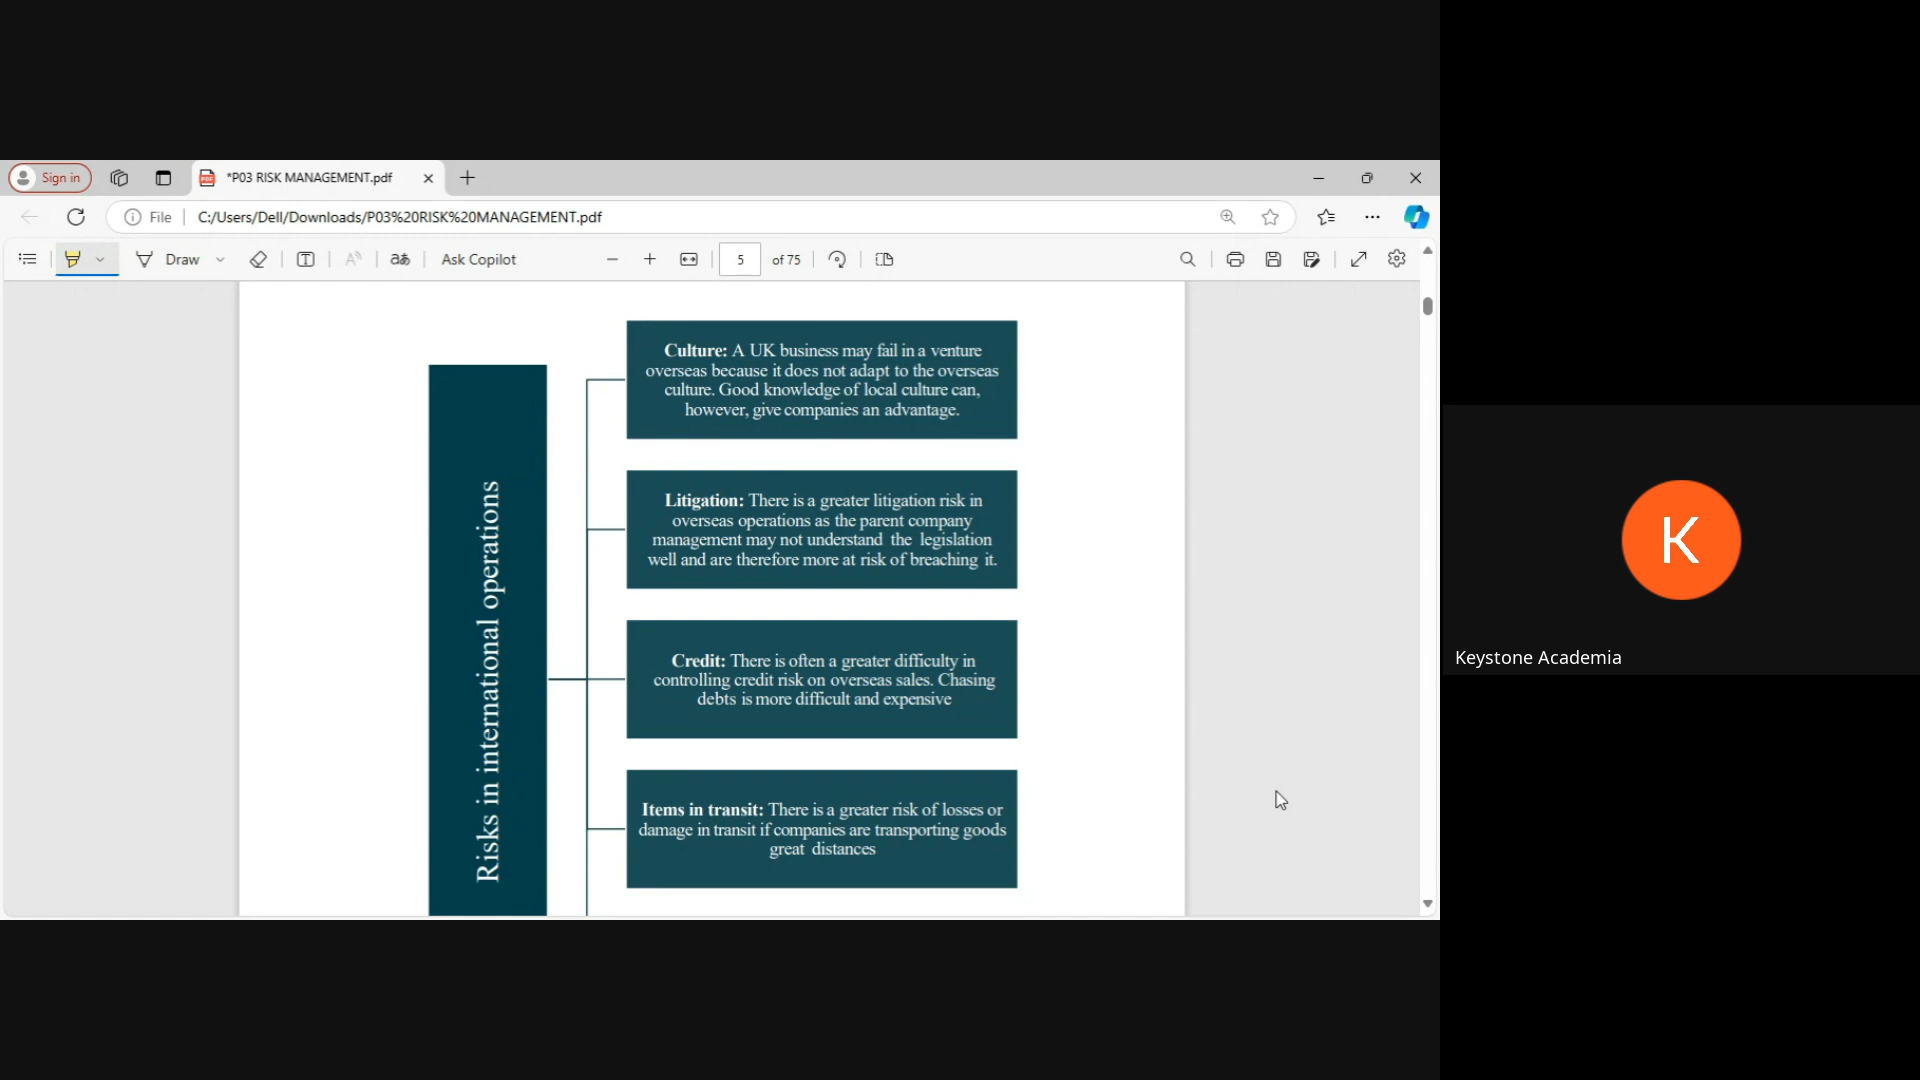 Sign in
*P03 RISK MANAGEMENT.pdf
File
C:/Users/Dell/Downloads/P03%20RISK%20MANAGEMENT.pdf
Draw
aあ
Ask Copilot
5
of 75
Risks in international operations
Culture: A UK business may fail in a venture
overseas because it does not adapt to the overseas
culture. Good knowledge of local culture can,
however, give companies an advantage.
Litigation: There is a greater litigation risk in
overseas operations as the parent company
management may not understand the legislation
well and are therefore more at risk of breaching it.
Credit: There is often a greater difficulty in
controlling credit risk on overseas sales. Chasing
debts is more difficult and expensive
Items in transit: There is a greater risk of losses or
damage in transit if companies are transporting goods
great distances
K
Keystone Academia